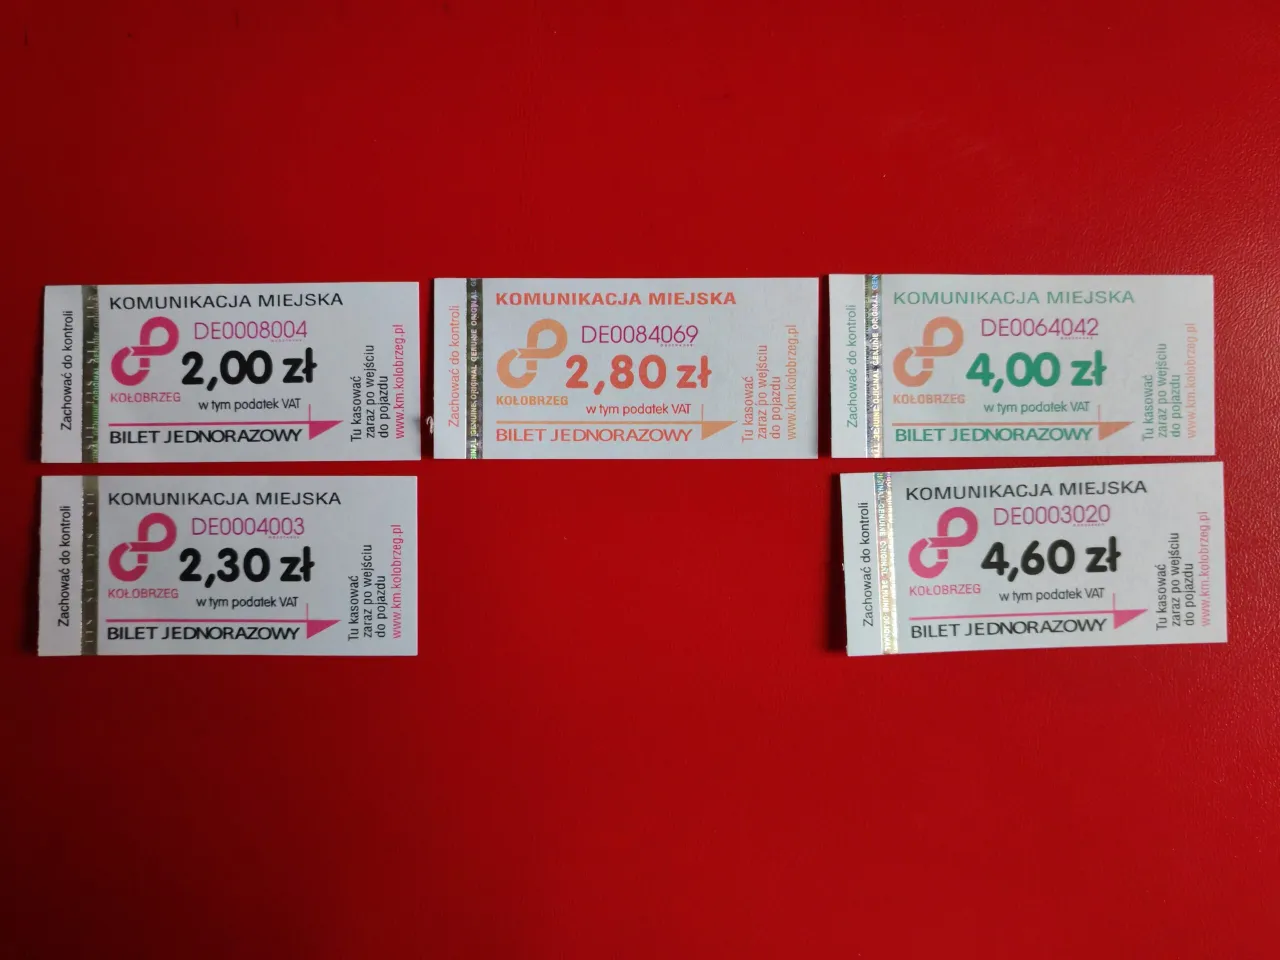 Zachować do kontroli
KOMUNIKACJA MIEJSKA
DE0008004
2,00 zł
KOŁOBRZEG
w tym podatek VAT
BILET JEDNORAZOWY
Tu kasować
zaraz po wejściu
do pojazdu
www.km.kolobrzeg.pl
Zachować do kontroli
KOMUNIKACJA MIEJSKA
DE0084069
2,80 zł
KOŁOBRZEG
w tym podatek VAT
BILET JEDNORAZOWY
Tu kasować
zaraz po wejściu
do pojazdu
www.km.kolobrzeg.pl
Zachować do kontroli
KOMUNIKACJA MIEJSKA
DE0064042
4,00 zł
KOŁOBRZEG
w tym podatek VAT
BILET JEDNORAZOWY
Tu kasować
zaraz po wejściu
do pojazdu
www.km.kolobrzeg.pl
Zachować do kontroli
KOMUNIKACJA MIEJSKA
DE0004003
2,30 zł
KOŁOBRZEG
w tym podatek VAT
BILET JEDNORAZOWY
Tu kasować
zaraz po wejściu
do pojazdu
www.km.kolobrzeg.pl
Zachować do kontroli
KOMUNIKACJA MIEJSKA
DE0003020
4,60 zł
KOŁOBRZEG
w tym podatek VAT
BILET JEDNORAZOWY
Tu kasować
zaraz po wejściu
do pojazdu
www.km.kolobrzeg.pl